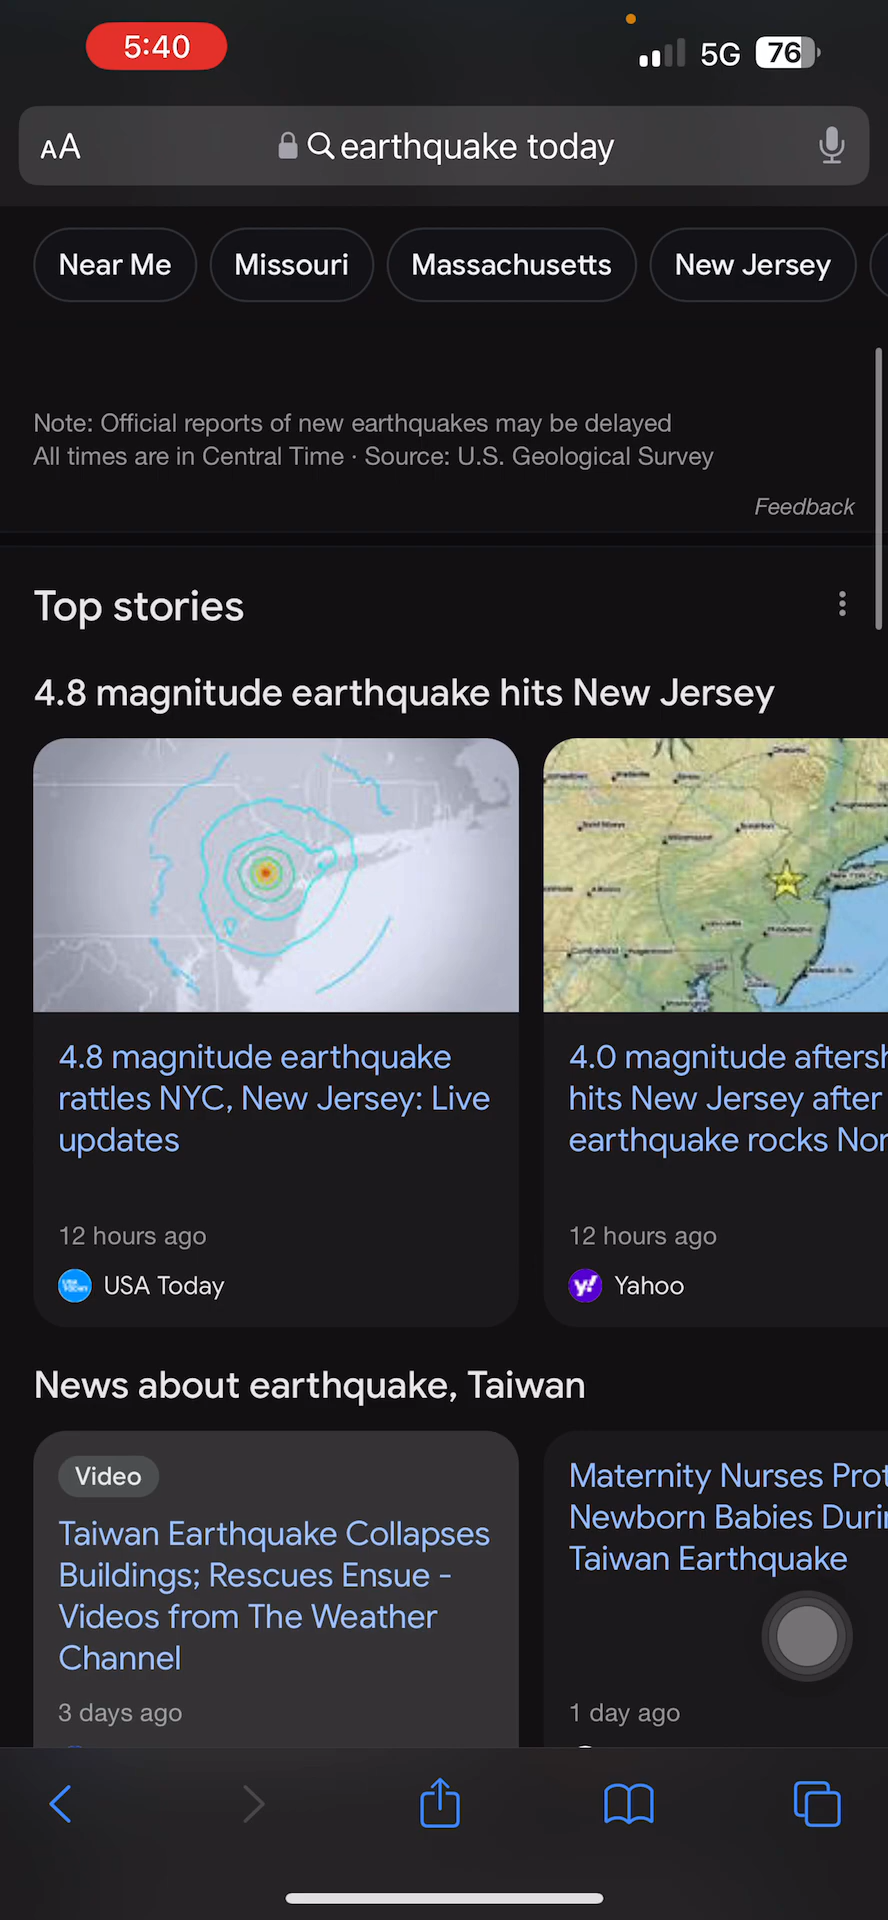 5:40
5G
76
AA
earthquake today
Near Me
Missouri
Massachusetts
New Jersey
Note: Official reports of new earthquakes may be delayed
All times are in Central Time · Source: U.S. Geological Survey
Feedback
Top stories
4.8 magnitude earthquake hits New Jersey
4.8 magnitude earthquake
rattles NYC, New Jersey: Live
updates
12 hours ago
USA Today
4.0 magnitude aftersh
hits New Jersey after
earthquake rocks Nor
12 hours ago
y!
Yahoo
News about earthquake, Taiwan
Video
Taiwan Earthquake Collapses
Buildings; Rescues Ensue -
Videos from The Weather
Channel
3 days ago
Maternity Nurses Prot
Newborn Babies Duri
Taiwan Earthquake
1 day ago